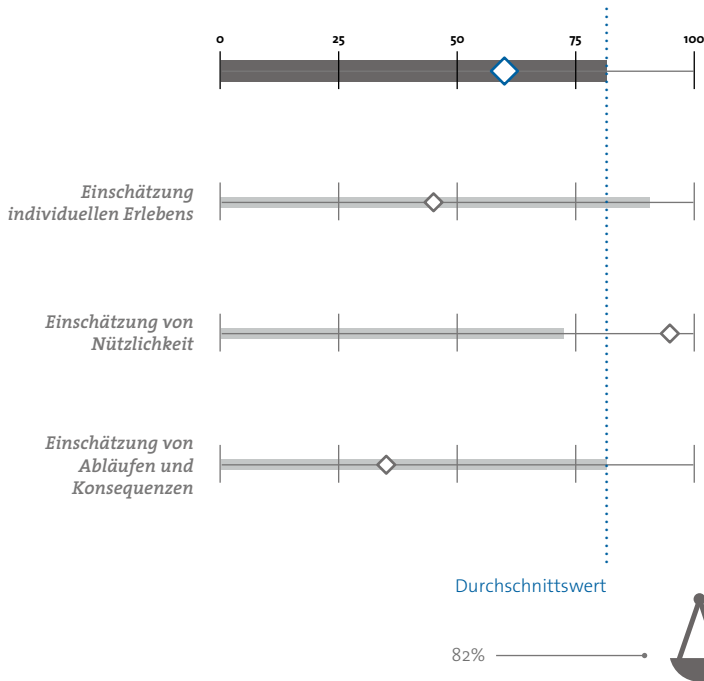 0 25 50 75 100
Einschätzung
individuellen Erlebens
Einschätzung von
Nützlichkeit
Einschätzung von
Abläufen und
Konsequenzen
Durchschnittswert
82%